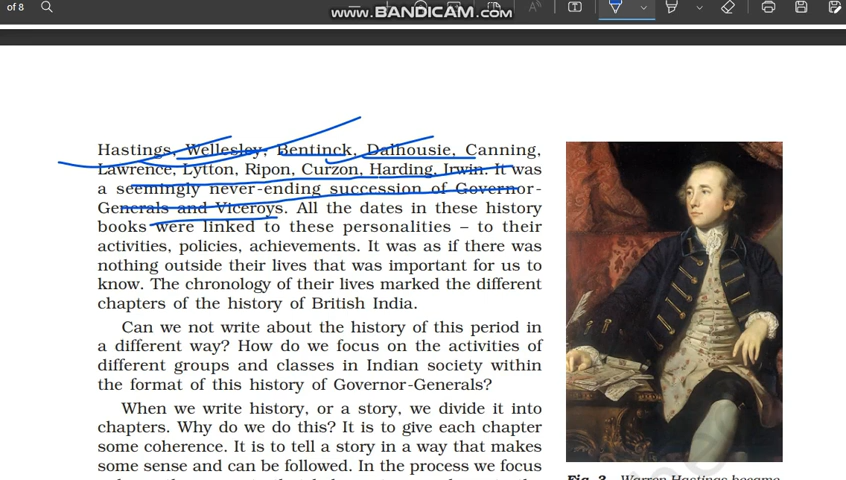 of 8
www.BANDICAM.com
Hastings, Wellesley, Bentinck, Dalhousie, Canning,
Lawrence, Lytton, Ripon, Curzon, Harding, Irwin. It was
a seemingly never-ending succession of Governor-
Generals and Viceroys. All the dates in these history
books were linked to these personalities – to their
activities, policies, achievements. It was as if there was
nothing outside their lives that was important for us to
know. The chronology of their lives marked the different
chapters of the history of British India.
Can we not write about the history of this period in
a different way? How do we focus on the activities of
different groups and classes in Indian society within
the format of this history of Governor-Generals?
When we write history, or a story, we divide it into
chapters. Why do we do this? It is to give each chapter
some coherence. It is to tell a story in a way that makes
some sense and can be followed. In the process we focus
Fig. 3 Warren Hastings became